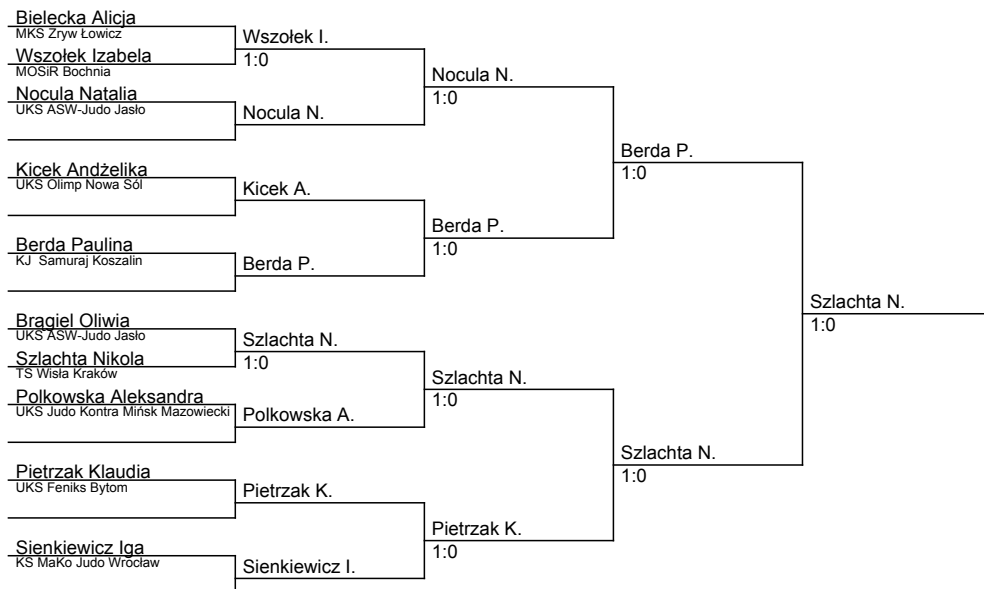 Bielecka Alicja
MKS Zryw Łowicz
Wszołek Izabela
MOSiR Bochnia
Nocula Natalia
UKS ASW-Judo Jasło
Kicek Andżelika
UKS Olimp Nowa Sól
Berda Paulina
KJ  Samuraj Koszalin
Brągiel Oliwia
UKS ASW-Judo Jasło
Szlachta Nikola
TS Wisła Kraków
Polkowska Aleksandra
UKS Judo Kontra Mińsk Mazowiecki
Pietrzak Klaudia
UKS Feniks Bytom
Sienkiewicz Iga
KS MaKo Judo Wrocław
Wszołek I.
1:0
Nocula N.
Kicek A.
Berda P.
Szlachta N.
1:0
Polkowska A.
Pietrzak K.
Sienkiewicz I.
Nocula N.
1:0
Berda P.
1:0
Szlachta N.
1:0
Pietrzak K.
1:0
Berda P.
1:0
Szlachta N.
1:0
Szlachta N.
1:0